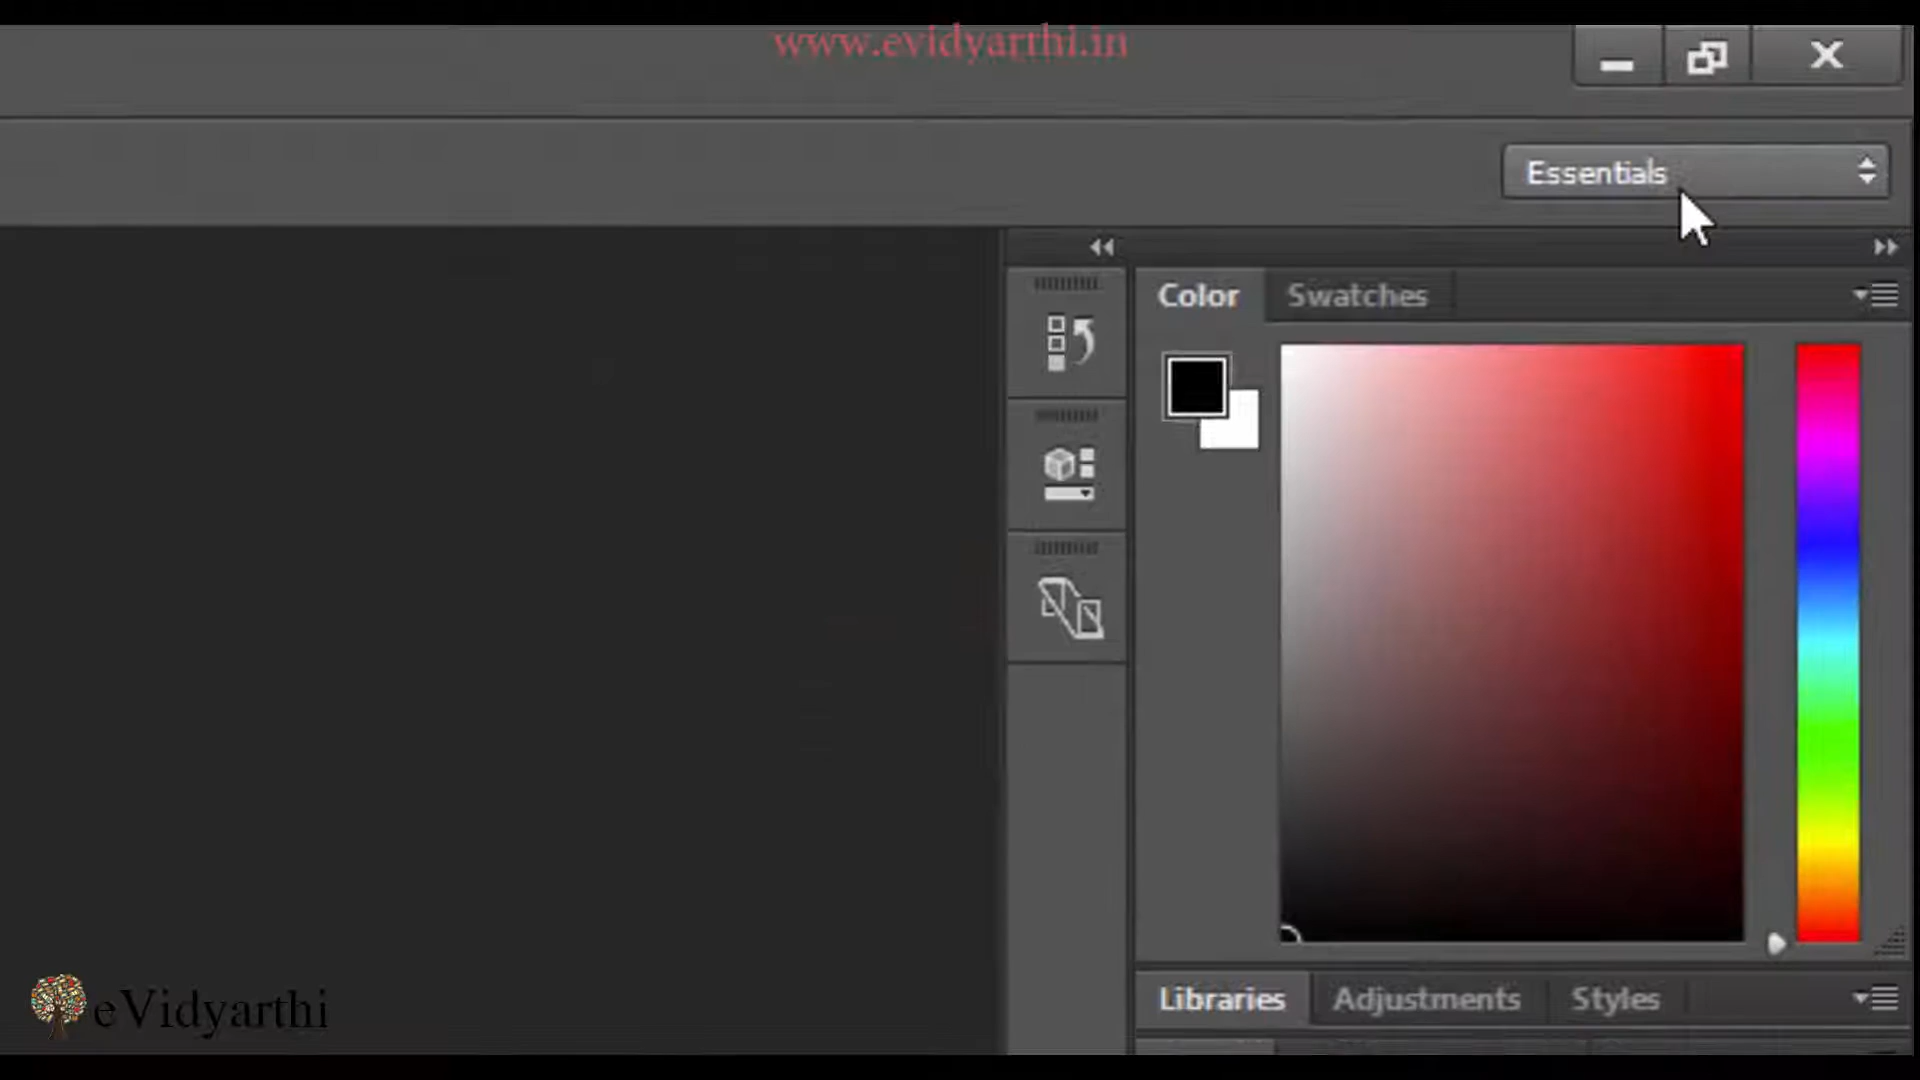 www.evidyarthi.in
Essentials
Color Swatches
Libraries Adjustments Styles
eVidyarthi